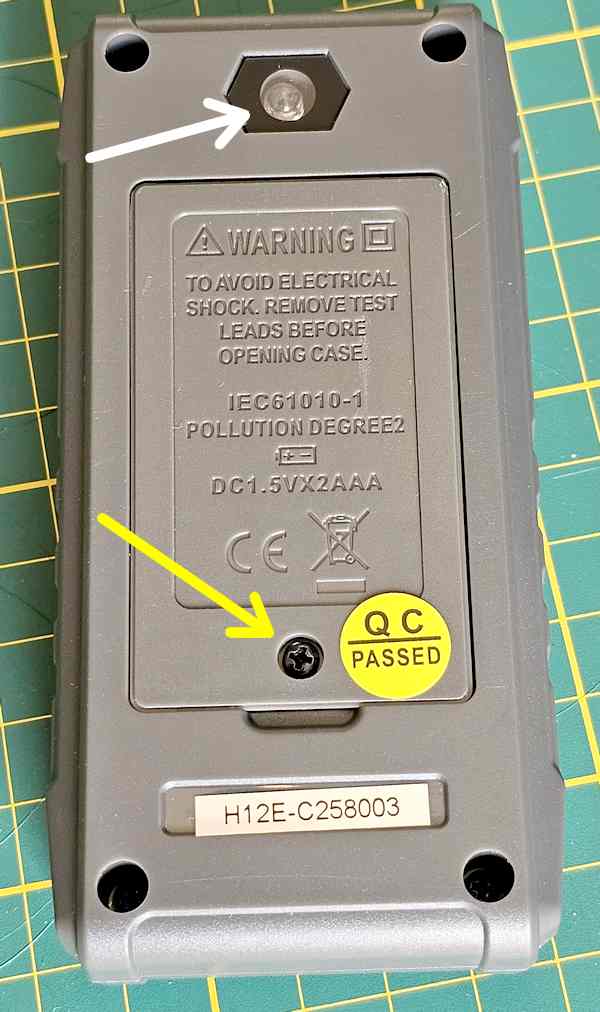 WARNING
TO AVOID ELECTRICAL
SHOCK. REMOVE TEST
LEADS BEFORE
OPENING CASE.
IEC61010-1
POLLUTION DEGREE2
+ -
DC1.5VX2AAA
CE
QC
PASSED
H12E-C258003